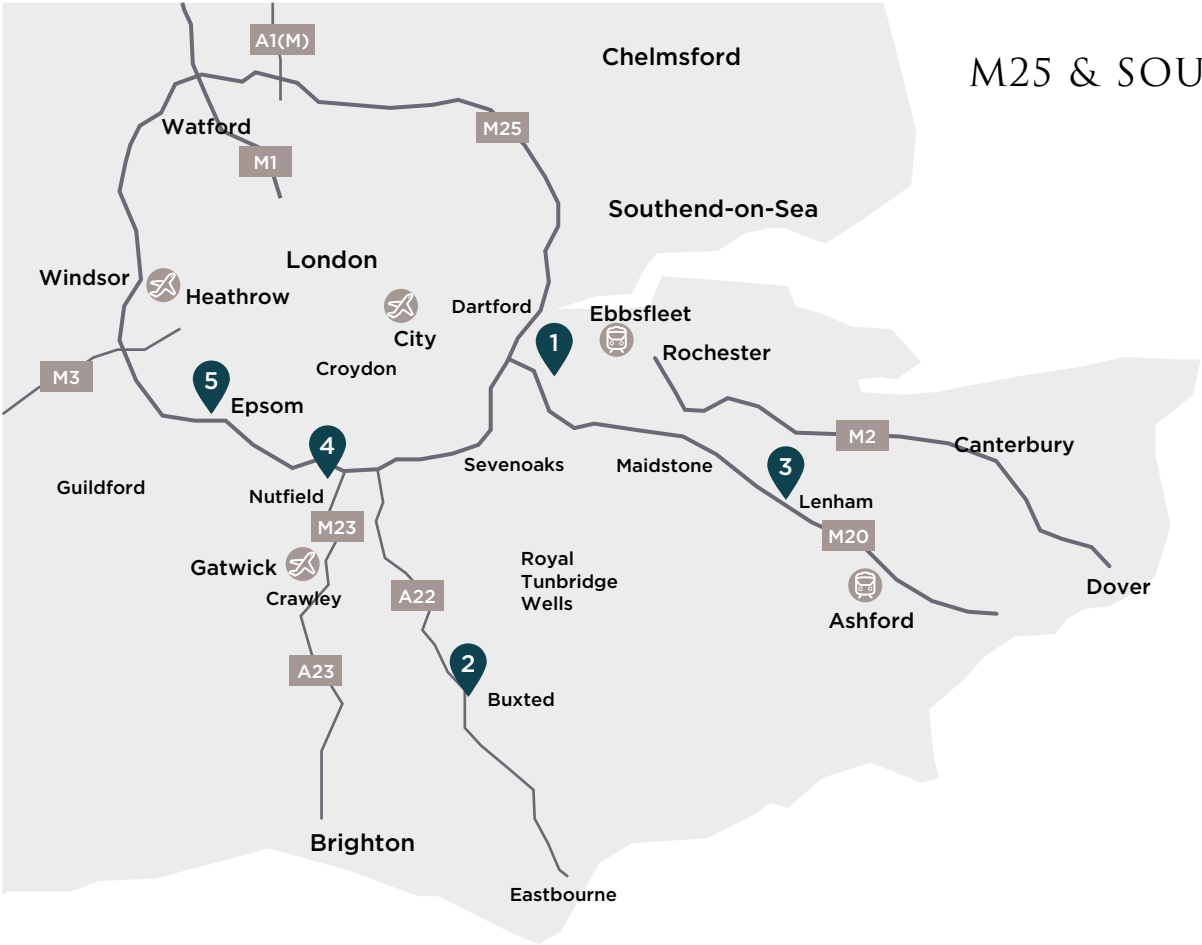 A1(M)
Chelmsford
M25 & SOU
Watford
M25
M1
Southend-on-Sea
London
Windsor
Heathrow
Dartford
Ebbsfleet
City
1
Rochester
Croydon
M3
5
Epsom
M2
4
Canterbury
Sevenoaks
Maidstone
3
Guildford
Nutfield
Lenham
M23
M20
Gatwick
Royal
Tunbridge
Wells
Crawley
A22
Dover
Ashford
A23
2
Buxted
Brighton
Eastbourne